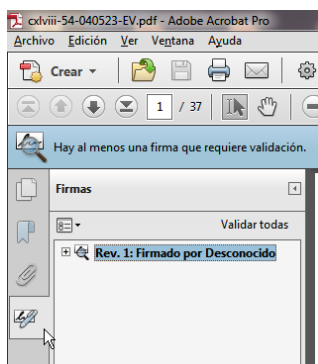 cxlviii-54-040523-EV.pdf - Adobe Acrobat Pro
Archivo Edición Ver Ventana Ayuda
Crear
1 / 37
Hay al menos una firma que requiere validación.
Firmas
Validar todas
Rev. 1: Firmado por Desconocido